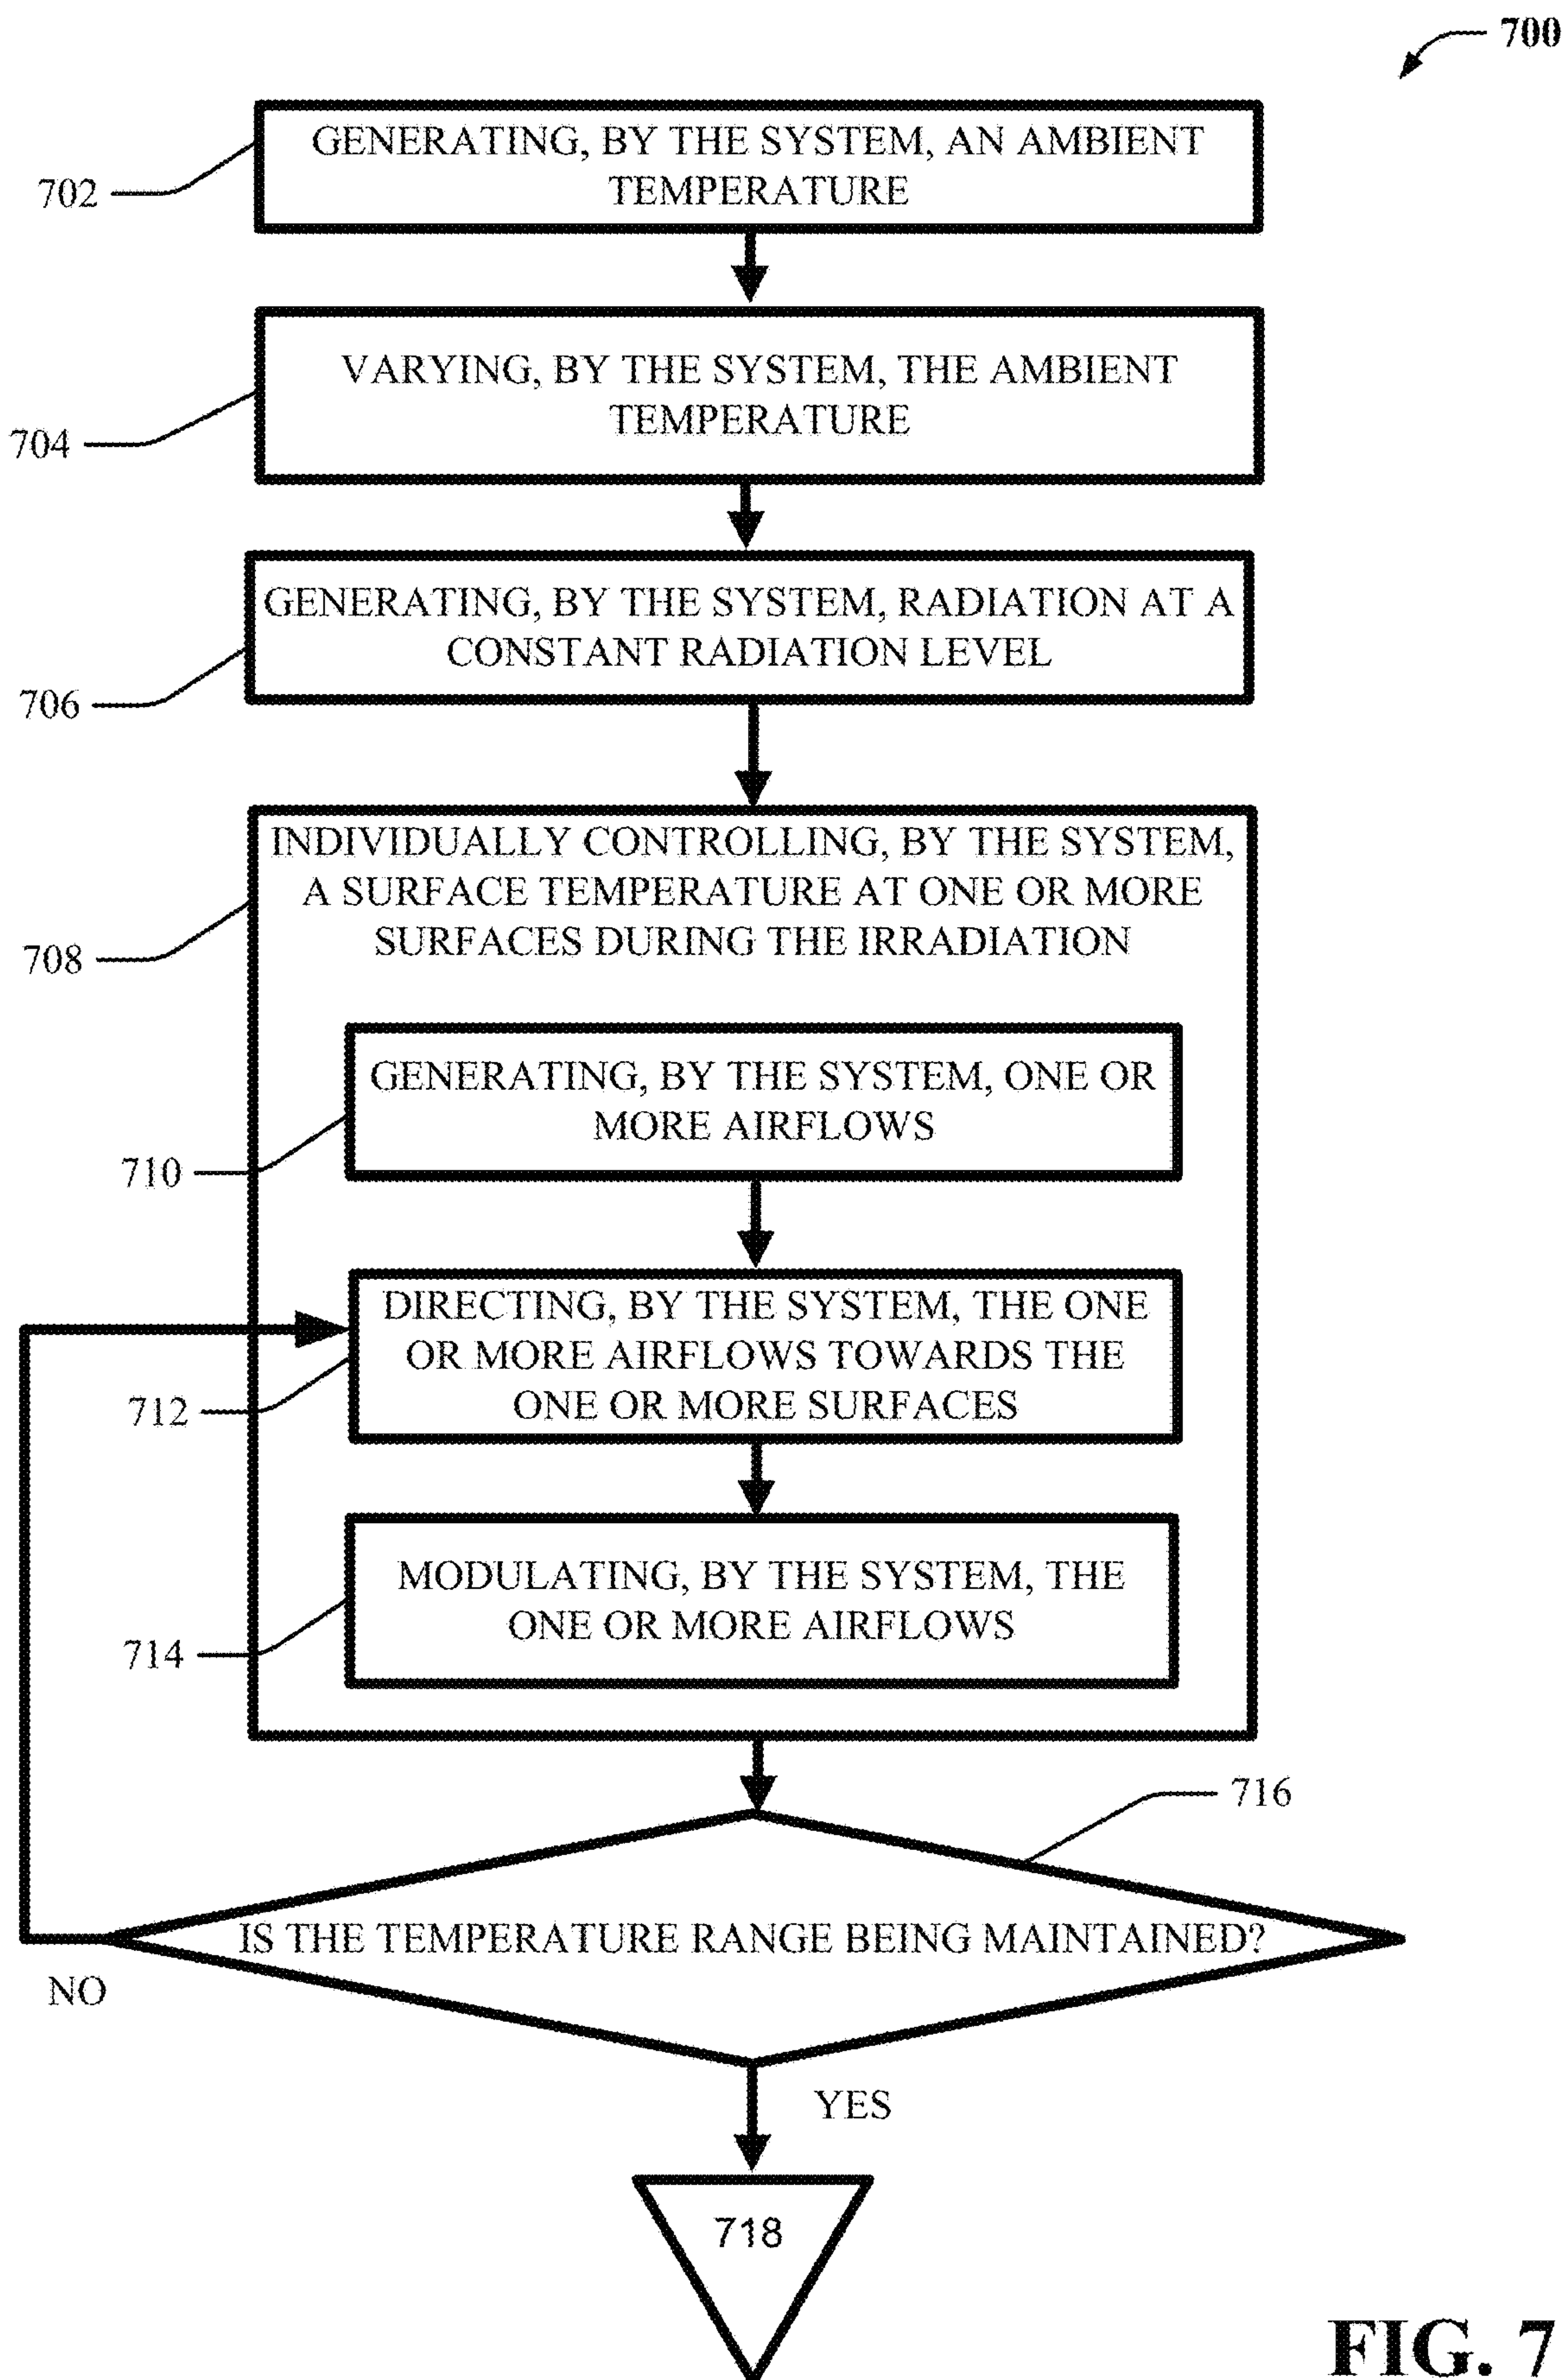 700
GENERATING, BY THE SYSTEM, AN AMBIENT
TEMPERATURE
702
VARYING, BY THE SYSTEM, THE AMBIENT
TEMPERATURE
704
GENERATING, BY THE SYSTEM, RADIATION AT A
CONSTANT RADIATION LEVEL
706
INDIVIDUALLY CONTROLLING, BY THE SYSTEM,
A SURFACE TEMPERATURE AT ONE OR MORE
SURFACES DURING THE IRRADIATION
708
GENERATING, BY THE SYSTEM, ONE OR
MORE AIRFLOWS
710
DIRECTING, BY THE SYSTEM, THE ONE
OR MORE AIRFLOWS TOWARDS THE
ONE OR MORE SURFACES
712
MODULATING, BY THE SYSTEM, THE
ONE OR MORE AIRFLOWS
714
716
IS THE TEMPERATURE RANGE BEING MAINTAINED?
NO
YES
718
FIG. 7